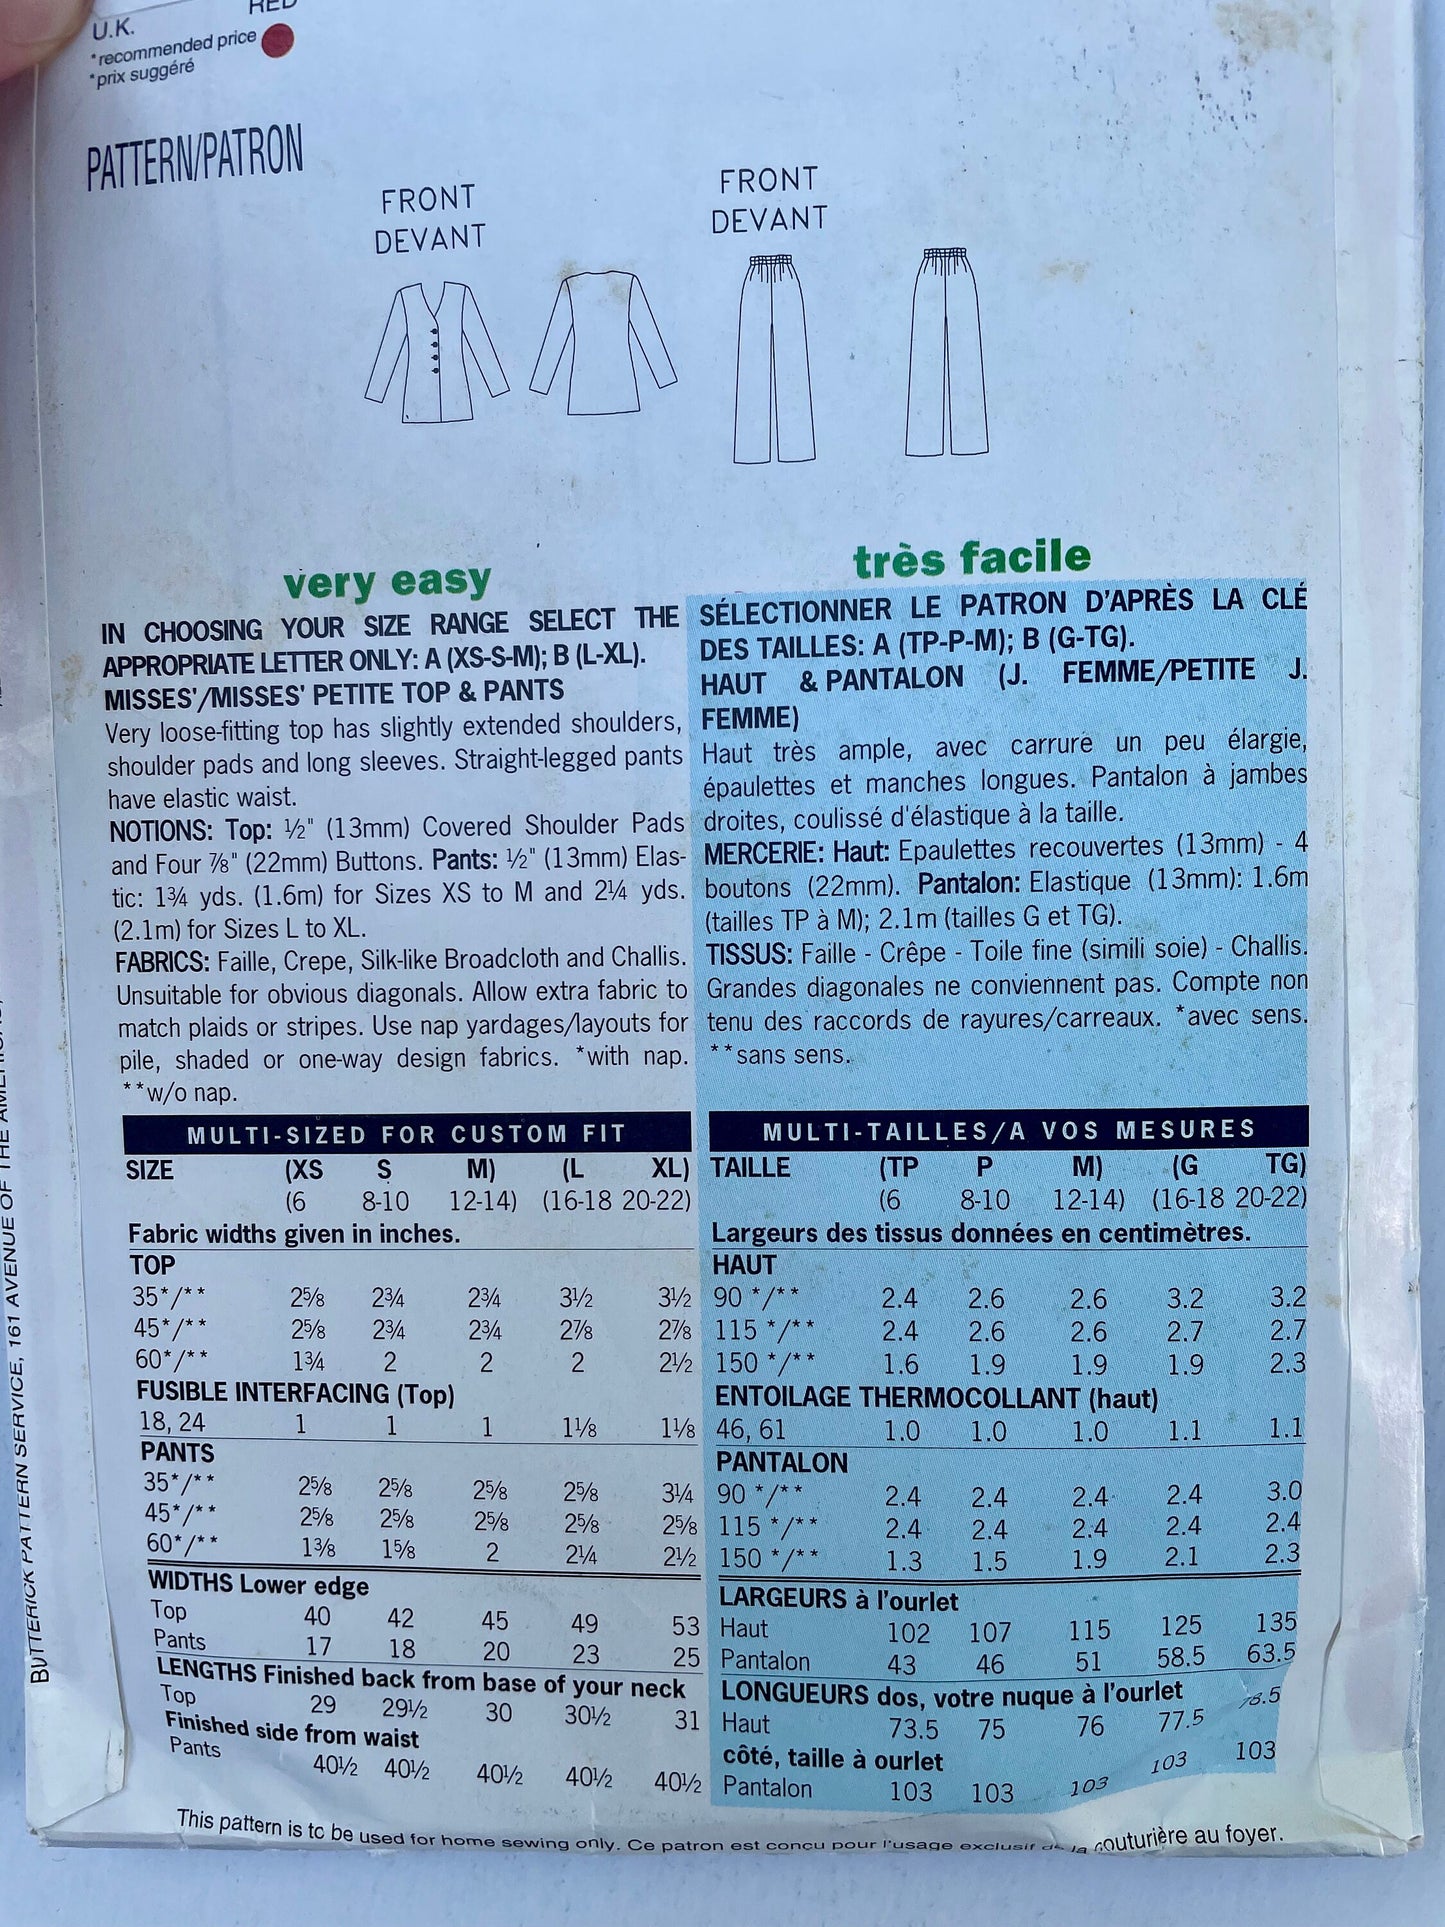 RED
U.K.
*recommended price
*prix suggéré
PATTERN/PATRON
FRONT
DEVANT
FRONT
DEVANT
very easy
IN CHOOSING YOUR SIZE RANGE SELECT THE
APPROPRIATE LETTER ONLY: A (XS-S-M); B (L-XL).
MISSES'/MISSES' PETITE TOP & PANTS
Very loose-fitting top has slightly extended shoulders,
shoulder pads and long sleeves. Straight-legged pants
have elastic waist.
NOTIONS: Top: ½" (13mm) Covered Shoulder Pads
and Four ⅞" (22mm) Buttons. Pants: ½" (13mm) Elas-
tic: 1¾ yds. (1.6m) for Sizes XS to M and 2¼ yds.
(2.1m) for Sizes L to XL.
FABRICS: Faille, Crepe, Silk-like Broadcloth and Challis.
Unsuitable for obvious diagonals. Allow extra fabric to
match plaids or stripes. Use nap yardages/layouts for
pile, shaded or one-way design fabrics. *with nap.
**w/o nap.
MULTI-SIZED FOR CUSTOM FIT
SIZE (XS S M) (L XL)
(6 8-10 12-14) (16-18 20-22)
Fabric widths given in inches.
TOP
35*/** 2⅝ 2¾ 2¾ 3½ 3½
45*/** 2⅝ 2¾ 2¾ 2⅞ 2⅞
60*/** 1¾ 2 2 2 2½
FUSIBLE INTERFACING (Top)
18, 24 1 1 1 1⅛ 1⅛
PANTS
35*/** 2⅝ 2⅝ 2⅝ 2⅝ 3¼
45*/** 2⅝ 2⅝ 2⅝ 2⅝ 2⅝
60*/** 1⅜ 1⅝ 2 2¼ 2½
WIDTHS Lower edge
Top 40 42 45 49 53
Pants 17 18 20 23 25
LENGTHS Finished back from base of your neck
Top 29 29½ 30 30½ 31
Finished side from waist
Pants 40½ 40½ 40½ 40½ 40½
très facile
SÉLECTIONNER LE PATRON D'APRÈS LA CLÉ
DES TAILLES: A (TP-P-M); B (G-TG).
HAUT & PANTALON (J. FEMME/PETITE J.
FEMME)
Haut très ample, avec carrure un peu élargie,
épaulettes et manches longues. Pantalon à jambes
droites, coulissé d'élastique à la taille.
MERCERIE: Haut: Epaulettes recouvertes (13mm) - 4
boutons (22mm). Pantalon: Elastique (13mm): 1.6m
(tailles TP à M); 2.1m (tailles G et TG).
TISSUS: Faille - Crêpe - Toile fine (simili soie) - Challis.
Grandes diagonales ne conviennent pas. Compte non
tenu des raccords de rayures/carreaux. *avec sens.
**sans sens.
MULTI-TAILLES/A VOS MESURES
TAILLE (TP P M) (G TG)
(6 8-10 12-14) (16-18 20-22)
Largeurs des tissus données en centimètres.
HAUT
90 */** 2.4 2.6 2.6 3.2 3.2
115 */** 2.4 2.6 2.6 2.7 2.7
150 */** 1.6 1.9 1.9 1.9 2.3
ENTOILAGE THERMOCOLLANT (haut)
46, 61 1.0 1.0 1.0 1.1 1.1
PANTALON
90 */** 2.4 2.4 2.4 2.4 3.0
115 */** 2.4 2.4 2.4 2.4 2.4
150 */** 1.3 1.5 1.9 2.1 2.3
LARGEURS à l'ourlet
Haut 102 107 115 125 135
Pantalon 43 46 51 58.5 63.5
LONGUEURS dos, votre nuque à l'ourlet
Haut 73.5 75 76 77.5 78.5
côté, taille à ourlet
Pantalon 103 103 103 103 103
This pattern is to be used for home sewing only. Ce patron est conçu pour l'usage exclusif de la couturière au foyer.
BUTTERICK PATTERN SERVICE, 161 AVENUE OF THE